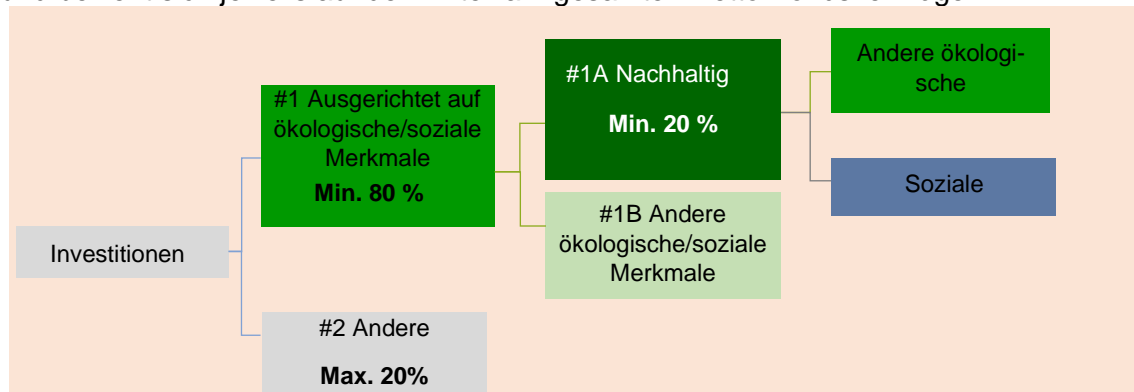 #1A Nachhaltig
Min. 20 %
Andere ökologi-
sche
#1 Ausgerichtet auf
ökologische/soziale
Merkmale
Min. 80 %
Soziale
#1B Andere
ökologische/soziale
Merkmale
Investitionen
#2 Andere
Max. 20%